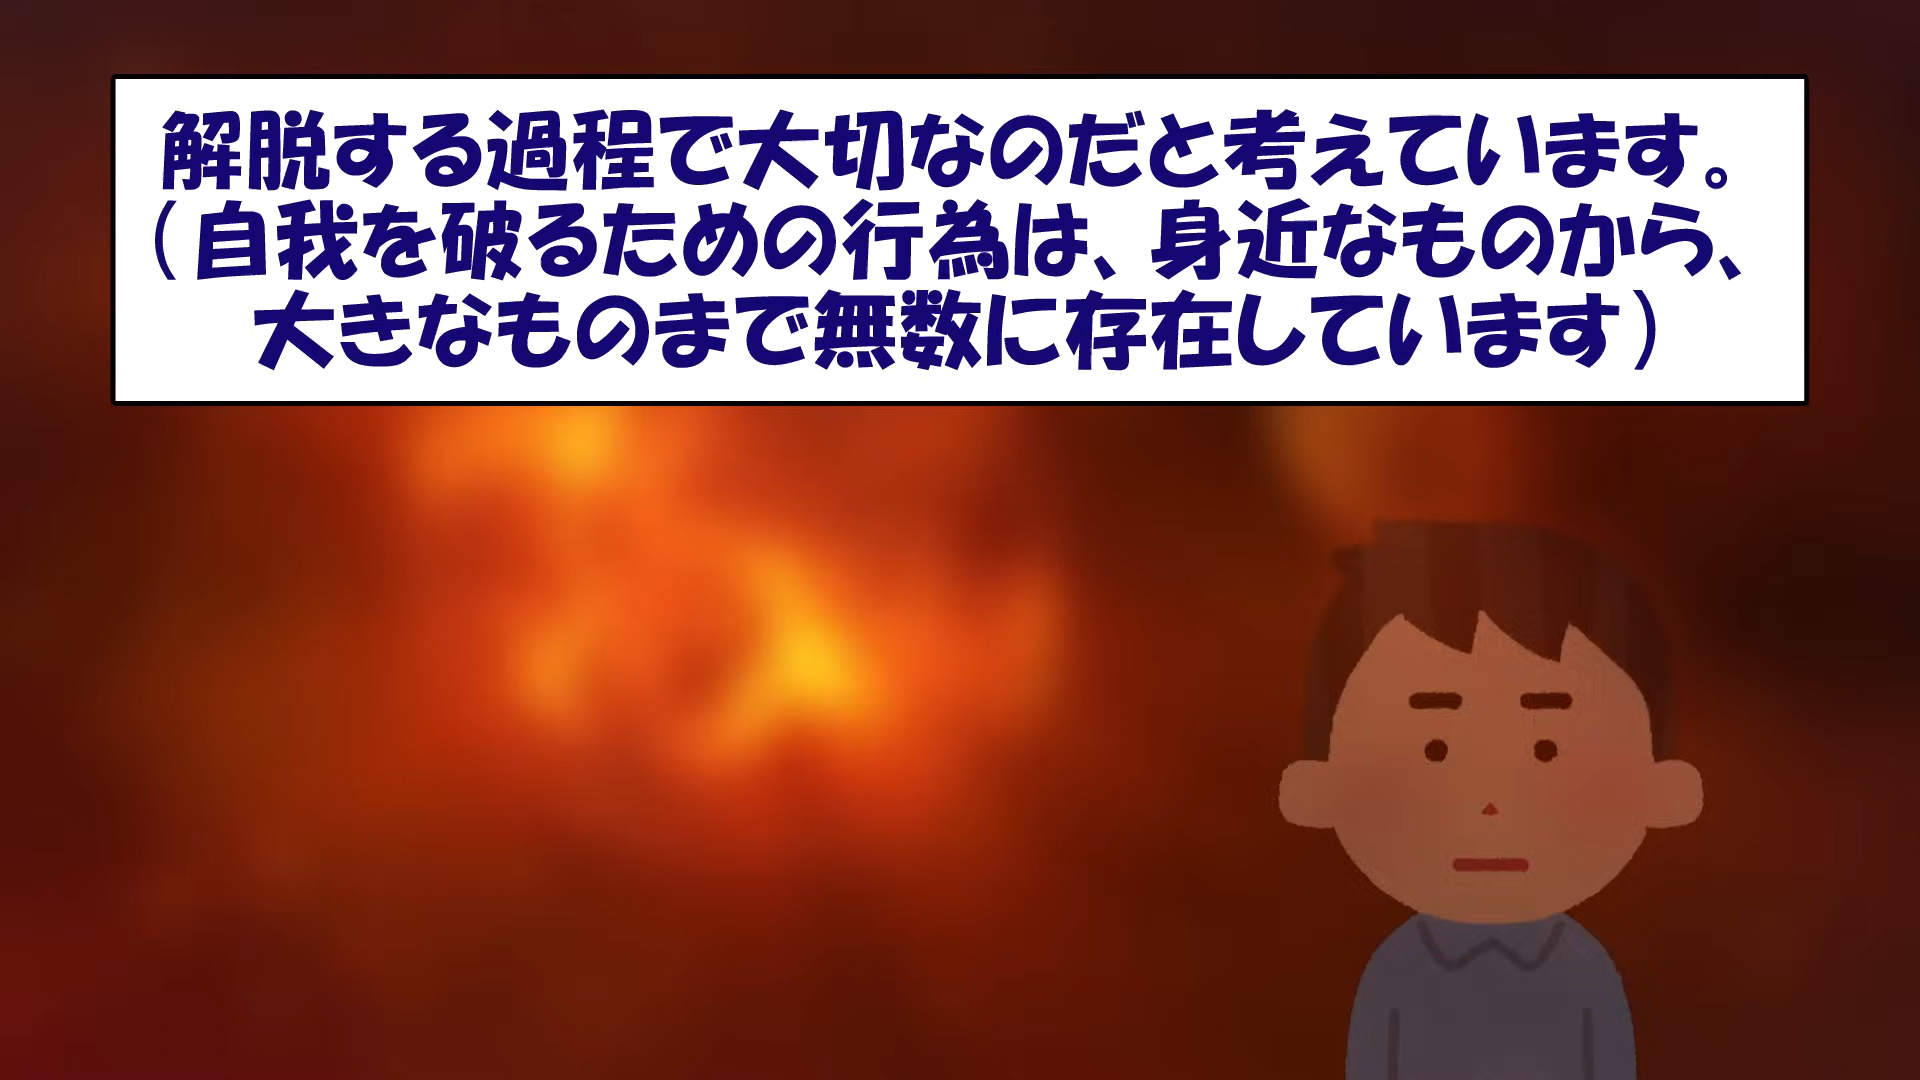 解脱する過程で大切なのだと考えています。
（自我を破るための行為は、身近なものから、
大きなものまで無数に存在しています）